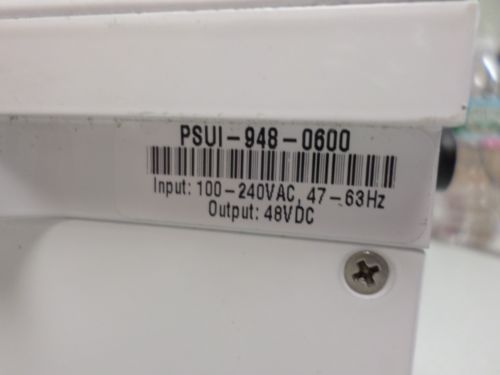 PSUI-948-0600
Input: 100-240VAC, 47-63Hz
Output: 48VDC